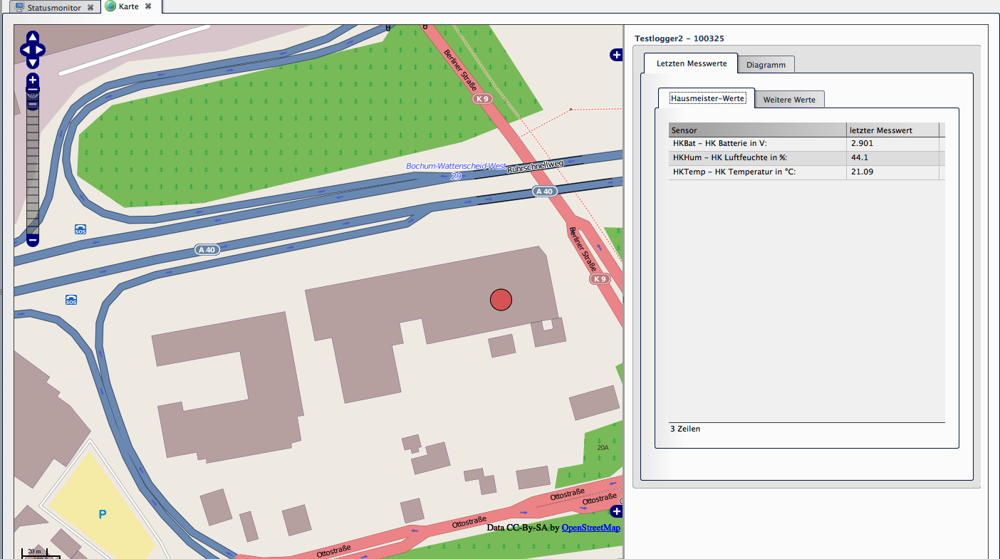 Statusmonitor
Karte
Testlogger2 – 100325
Letzten Messwerte
Diagramm
Hausmeister-Werte
Weitere Werte
Sensor letzter Messwert
HKBat – HK Batterie in V: 2.901
HKHum – HK Luftfeuchte in %: 44.1
HKTemp – HK Temperatur in °C: 21.09
3 Zeilen
Berliner Straße
K 9
Bochum-Wattenscheid-West
29
Ruhrschnellweg
A 40
SOS
A 40
Berliner Straße
K 9
SOS
20A
P
Ottostraße
Ottostraße
Ottostraße
Ottostraße
Data CC-By-SA by OpenStreetMap
20 m